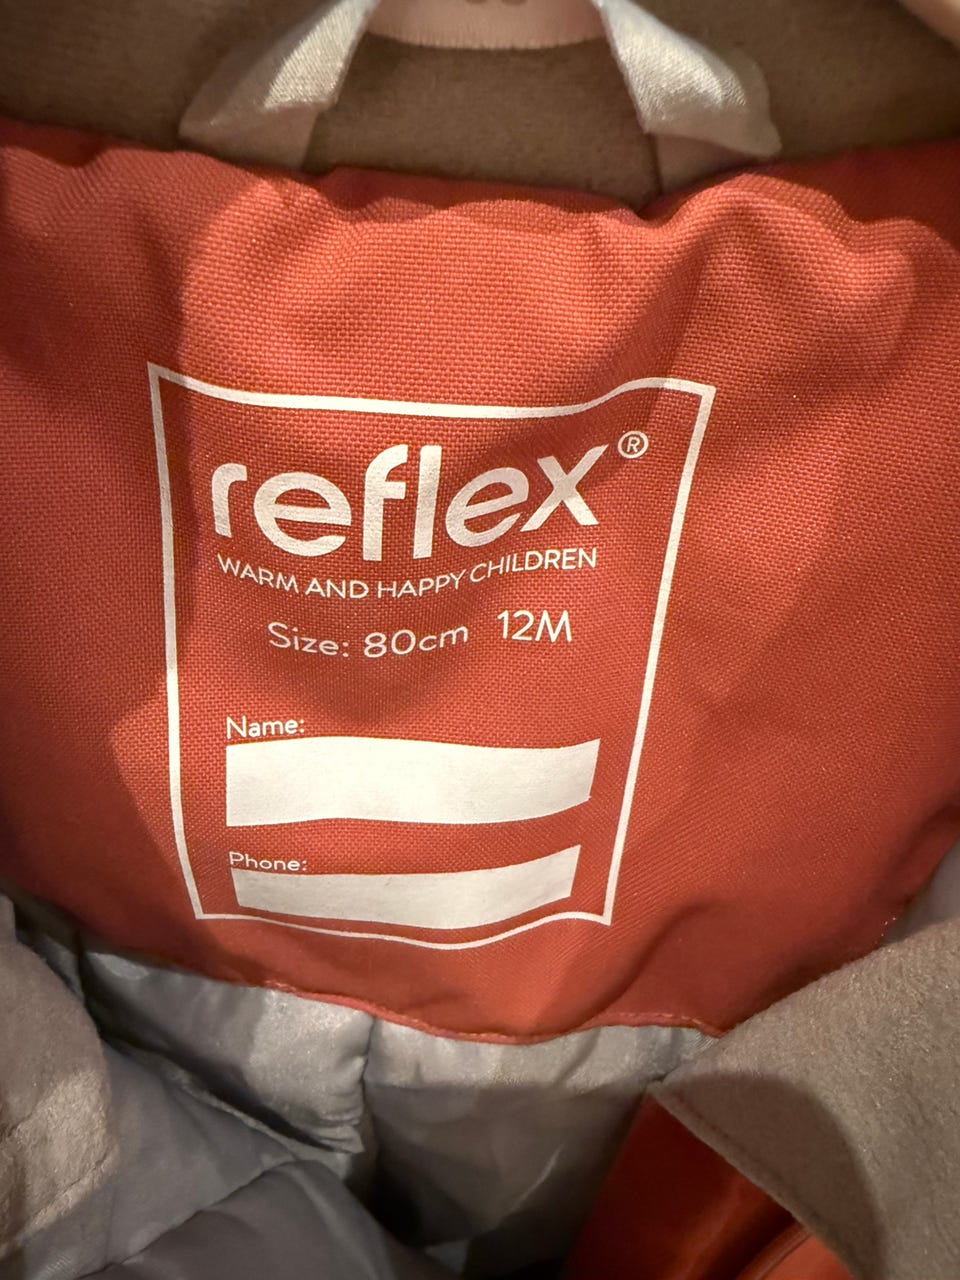 reflex®
WARM AND HAPPY CHILDREN
Size: 80cm 12M
Name:
Phone: